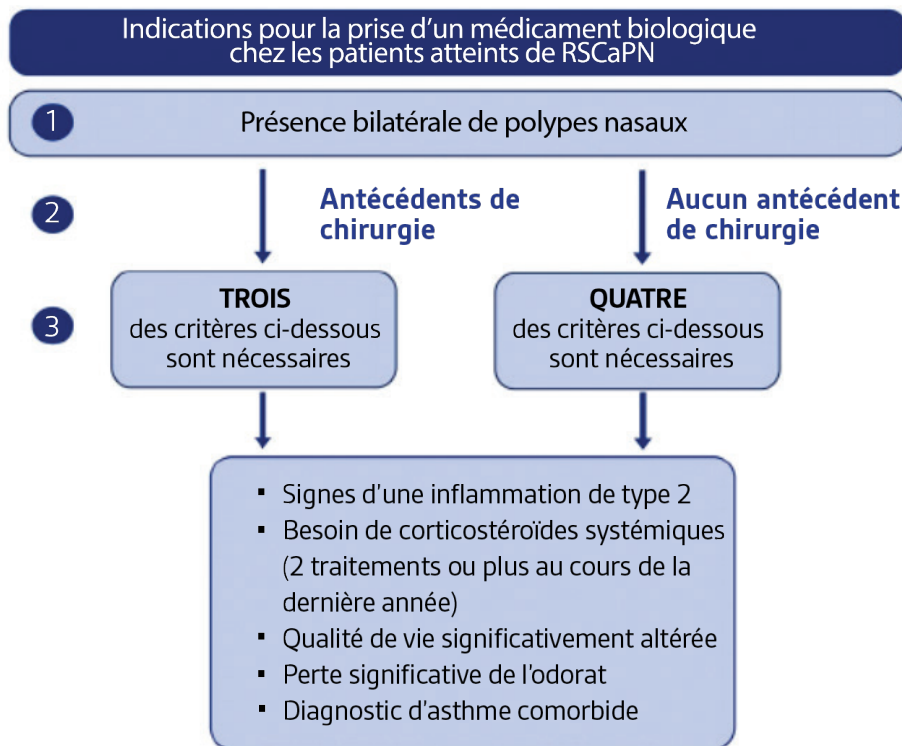 Indications pour la prise d'un médicament biologique
chez les patients atteints de RSCaPN
1
Présence bilatérale de polypes nasaux
2
Antécédents de
chirurgie
Aucun antécédent
de chirurgie
3
TROIS
des critères ci-dessous
sont nécessaires
QUATRE
des critères ci-dessous
sont nécessaires
▪ Signes d'une inflammation de type 2
▪ Besoin de corticostéroïdes systémiques
(2 traitements ou plus au cours de la
dernière année)
▪ Qualité de vie significativement altérée
▪ Perte significative de l'odorat
▪ Diagnostic d'asthme comorbide